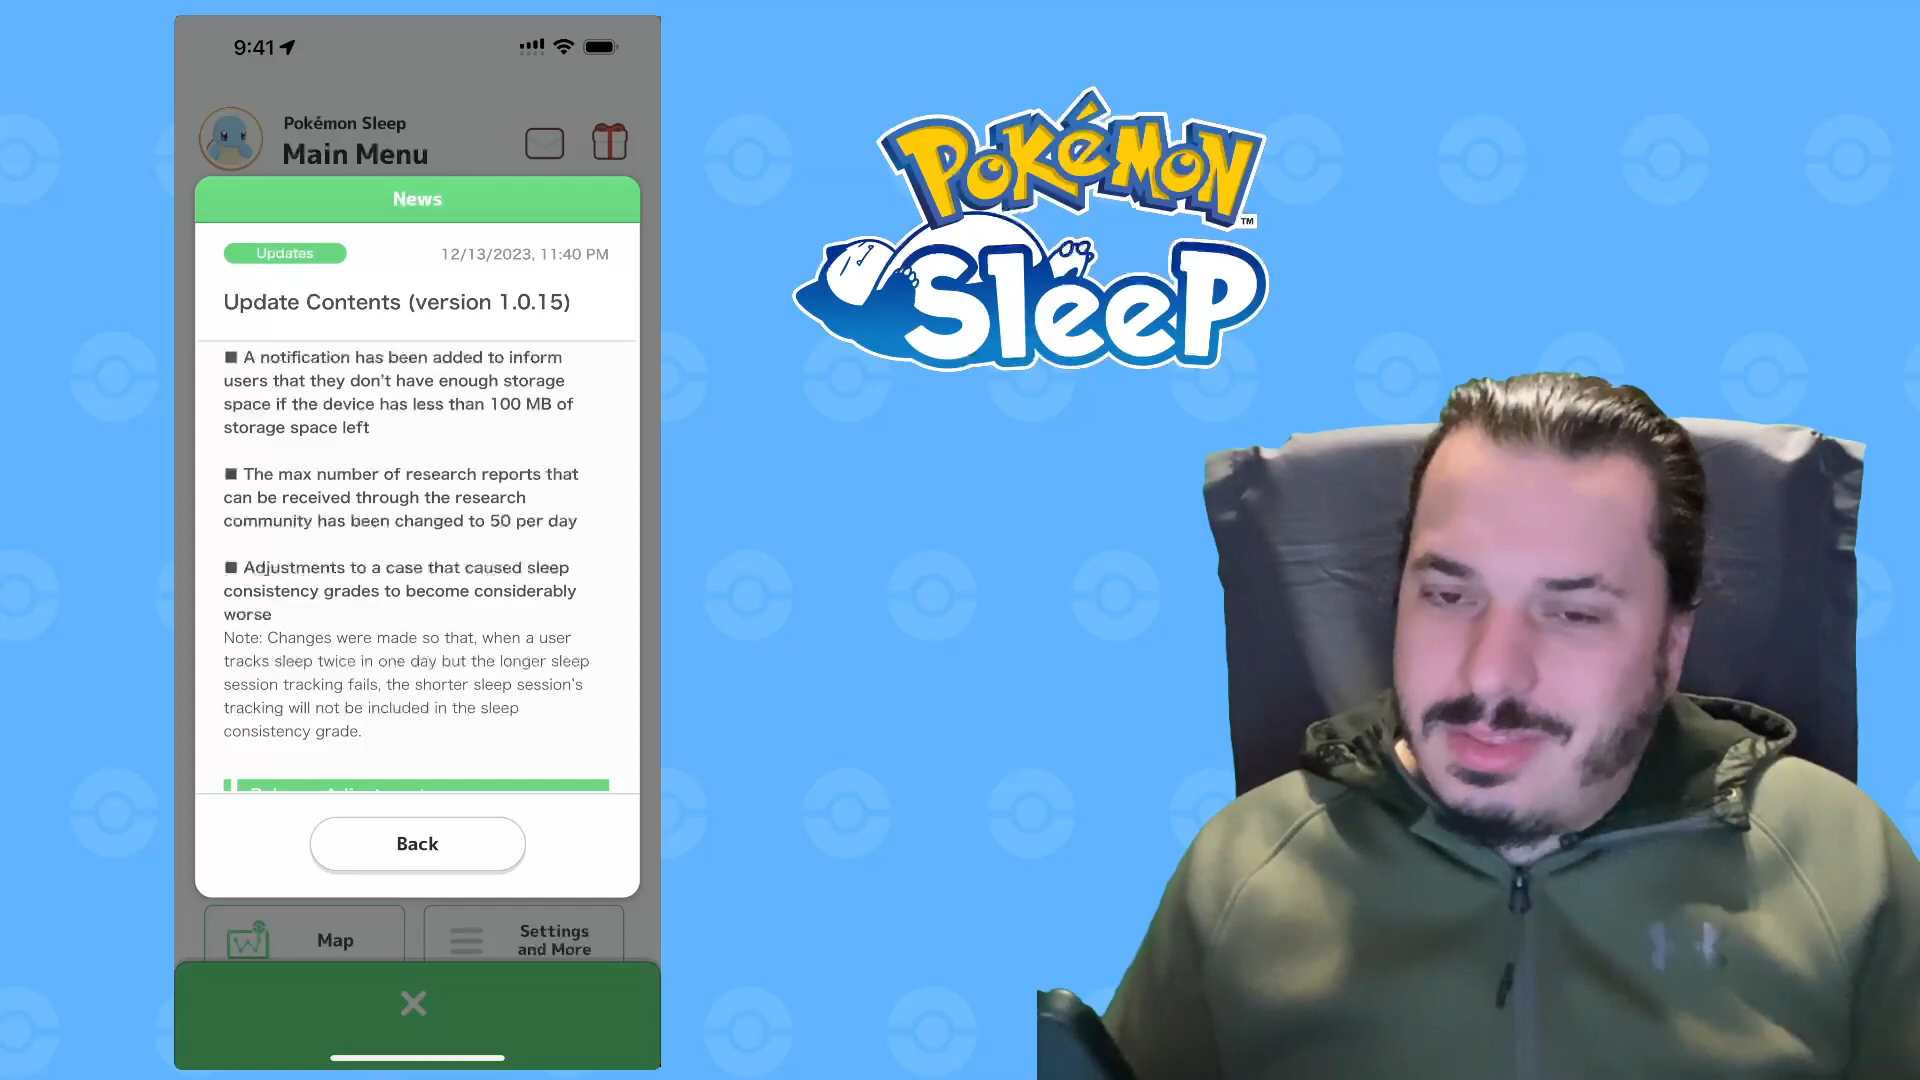 9:41
Pokémon Sleep
Main Menu
News
Updates
12/13/2023, 11:40 PM
Update Contents (version 1.0.15)
■ A notification has been added to inform
users that they don't have enough storage
space if the device has less than 100 MB of
storage space left
■ The max number of research reports that
can be received through the research
community has been changed to 50 per day
■ Adjustments to a case that caused sleep
consistency grades to become considerably
worse
Note: Changes were made so that, when a user
tracks sleep twice in one day but the longer sleep
session tracking fails, the shorter sleep session's
tracking will not be included in the sleep
consistency grade.
Back
Map
Settings
and More
POKéMON
TM
SleeP